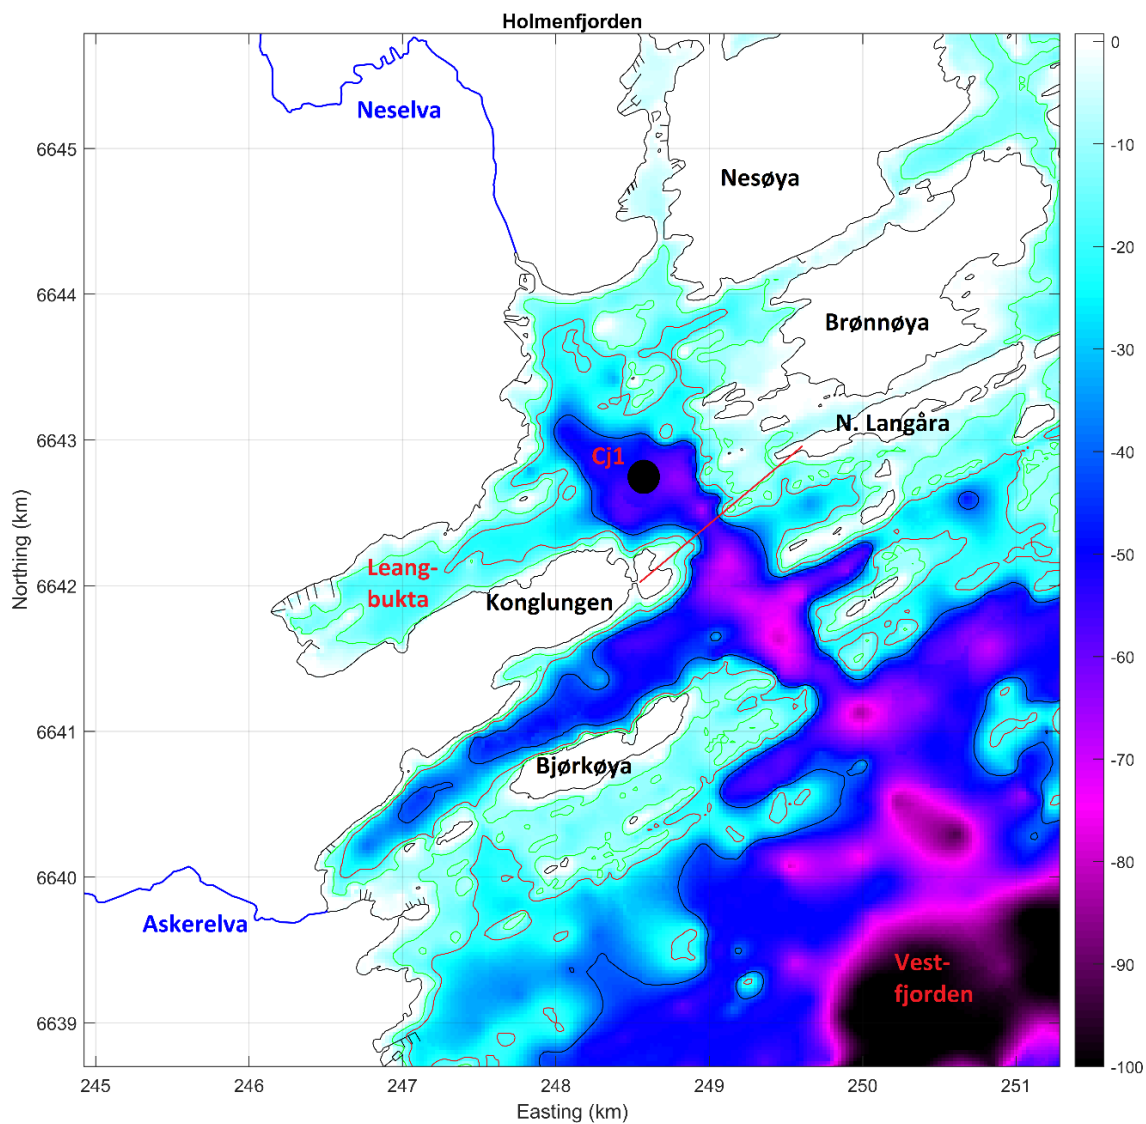 Holmenfjorden
0
-10
-20
-30
-40
-50
-60
-70
-80
-90
-100
6645
6644
6643
6642
6641
6640
6639
Northing (km)
Neselva
Nesøya
Brønnøya
N. Langåra
Cj1
Leang-
bukta
Konglungen
Bjørkøya
Askerelva
Vest-
fjorden
245
246
247
248
249
250
251
Easting (km)